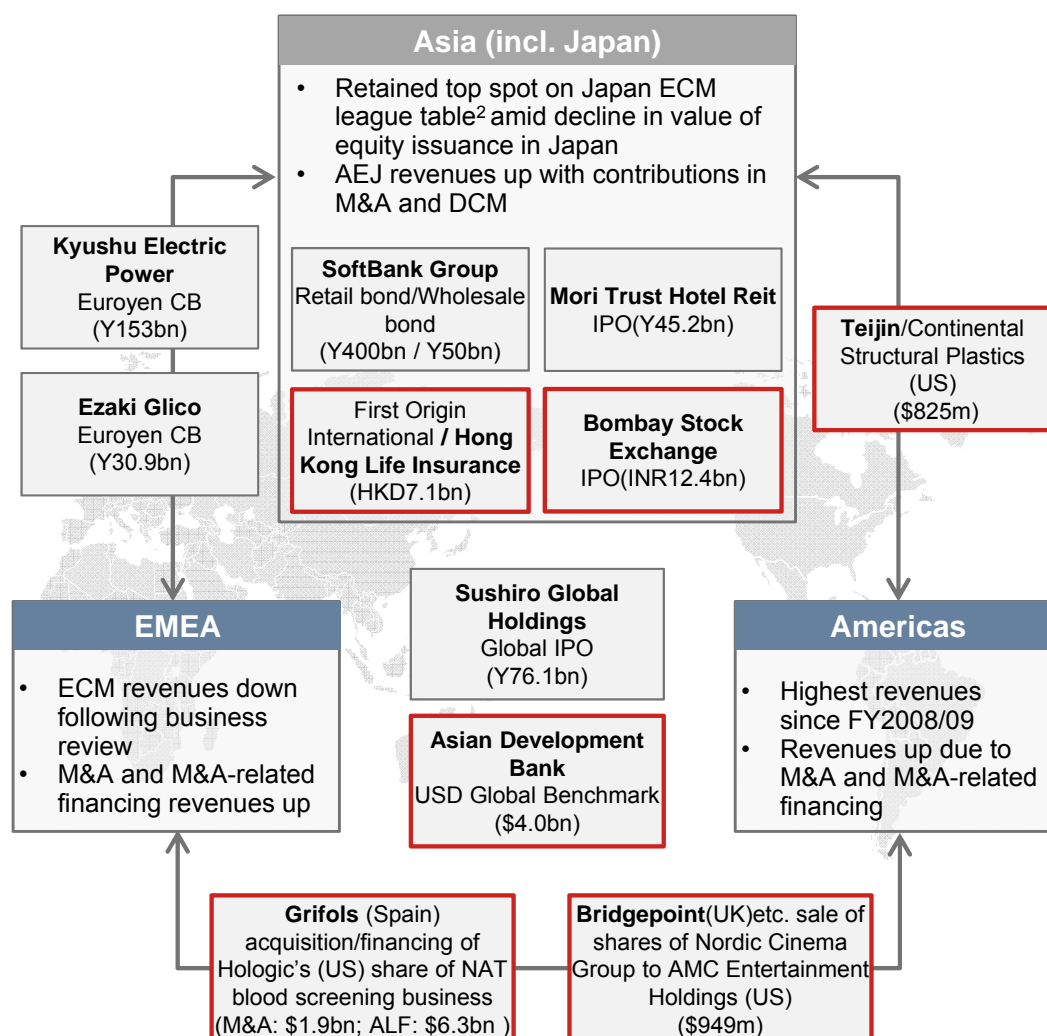 Asia (incl. Japan)
• Retained top spot on Japan ECM
league table2 amid decline in value of
equity issuance in Japan
• AEJ revenues up with contributions in
M&A and DCM
Kyushu Electric
Power
Euroyen CB
(Y153bn)
Ezaki Glico
Euroyen CB
(Y30.9bn)
SoftBank Group
Retail bond/Wholesale
bond
(Y400bn / Y50bn)
Mori Trust Hotel Reit
IPO(Y45.2bn)
First Origin
International / Hong
Kong Life Insurance
(HKD7.1bn)
Bombay Stock
Exchange
IPO(INR12.4bn)
Teijin/Continental
Structural Plastics
(US)
($825m)
EMEA
• ECM revenues down
following business
review
• M&A and M&A-related
financing revenues up
Sushiro Global
Holdings
Global IPO
(Y76.1bn)
Asian Development
Bank
USD Global Benchmark
($4.0bn)
Americas
• Highest revenues
since FY2008/09
• Revenues up due to
M&A and M&A-related
financing
Grifols (Spain)
acquisition/financing of
Hologic's (US) share of NAT
blood screening business
(M&A: $1.9bn; ALF: $6.3bn )
Bridgepoint(UK)etc. sale of
shares of Nordic Cinema
Group to AMC Entertainment
Holdings (US)
($949m)